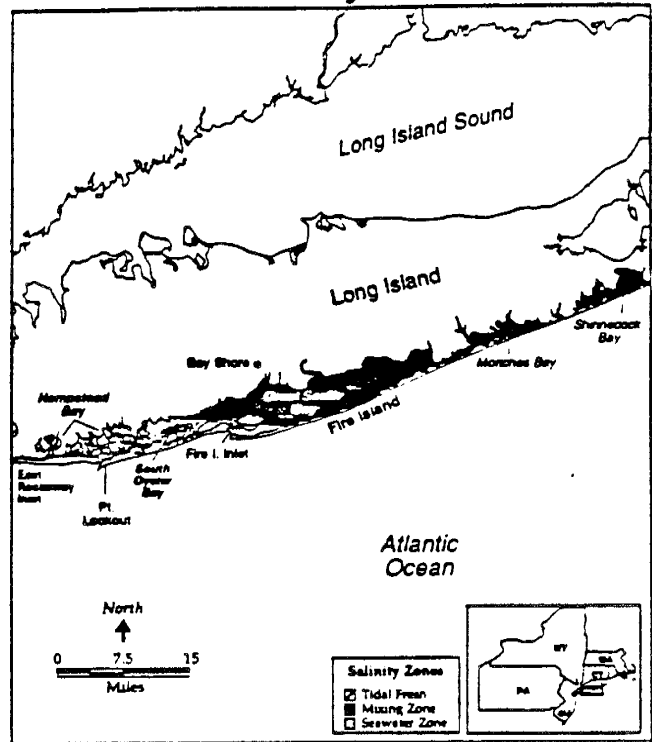 Long Island Sound
Long Island
Shinnecock
Bay
Moriches Bay
Bay Shore
Hempstead
Bay
Fire Island
Fire I. Inlet
South
Oyster
Bay
East
Rockaway
Inlet
Pt.
Lookout
Atlantic
Ocean
North
0 7.5 15
Miles
Salinity Zones
Tidal Fresh
Mixing Zone
Seawater Zone
NY
PA
MA
CT